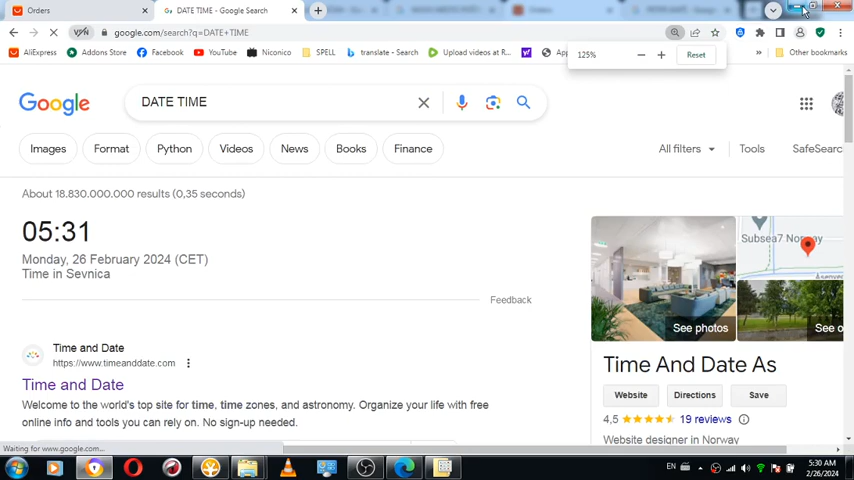 Orders
DATE TIME - Google Search
VPN
google.com/search?q=DATE+TIME
AliExpress
Addons Store
Facebook
YouTube
Niconico
SPELL
translate - Search
Upload videos at R...
Other bookmarks
125%
Reset
Google
DATE TIME
Images
Format
Python
Videos
News
Books
Finance
All filters
Tools
SafeSearc
About 18.830.000.000 results (0,35 seconds)
05:31
Monday, 26 February 2024 (CET)
Time in Sevnica
Feedback
Subsea7 Norway
See photos
See o
Time and Date
https://www.timeanddate.com
Time and Date
Welcome to the world's top site for time, time zones, and astronomy. Organize your life with free
online info and tools you can rely on. No sign-up needed.
Time And Date As
Website
Directions
Save
4,5
19 reviews
Website designer in Norway
Waiting for www.google.com...
EN
5:30 AM
2/26/2024